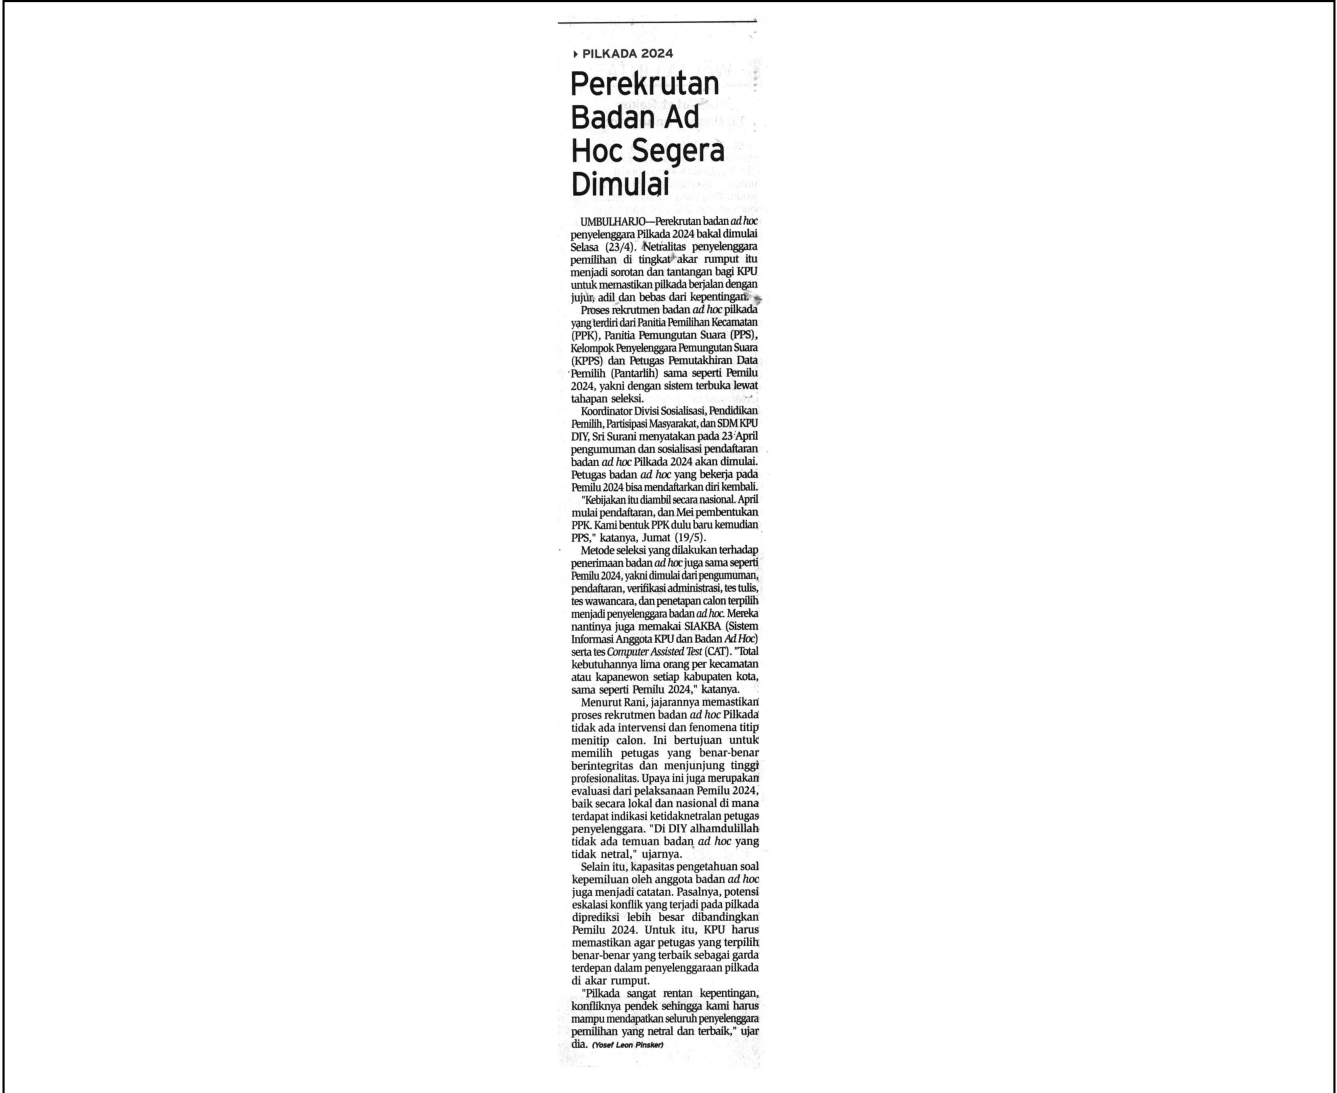 PILKADA 2024
Perekrutan
Badan Ad
Hoc Segera
Dimulai
UMBULHARJO—Perekrutan badan ad hoc
penyelenggara Pilkada 2024 bakal dimulai
Selasa (23/4). Netralitas penyelenggara
pemilihan di tingkat akar rumput itu
menjadi sorotan dan tantangan bagi KPU
untuk memastikan pilkada berjalan dengan
jujur, adil dan bebas dari kepentingan.
Proses rekrutmen badan ad hoc pilkada
yang terdiri dari Panitia Pemilihan Kecamatan
(PPK), Panitia Pemungutan Suara (PPS),
Kelompok Penyelenggara Pemungutan Suara
(KPPS) dan Petugas Pemutakhiran Data
Pemilih (Pantarlih) sama seperti Pemilu
2024, yakni dengan sistem terbuka lewat
tahapan seleksi.
Koordinator Divisi Sosialisasi, Pendidikan
Pemilih, Partisipasi Masyarakat, dan SDM KPU
DIY, Sri Surani menyatakan pada 23 April
pengumuman dan sosialisasi pendaftaran
badan ad hoc Pilkada 2024 akan dimulai.
Petugas badan ad hoc yang bekerja pada
Pemilu 2024 bisa mendaftarkan diri kembali.
"Kebijakan itu diambil secara nasional. April
mulai pendaftaran, dan Mei pembentukan
PPK. Kami bentuk PPK dulu baru kemudian
PPS," katanya, Jumat (19/5).
Metode seleksi yang dilakukan terhadap
penerimaan badan ad hoc juga sama seperti
Pemilu 2024, yakni dimulai dari pengumuman,
pendaftaran, verifikasi administrasi, tes tulis,
tes wawancara, dan penetapan calon terpilih
menjadi penyelenggara badan ad hoc. Mereka
nantinya juga memakai SIAKBA (Sistem
Informasi Anggota KPU dan Badan Ad Hoc)
serta tes Computer Assisted Test (CAT). "Total
kebutuhannya lima orang per kecamatan
atau kapanewon setiap kabupaten kota,
sama seperti Pemilu 2024," katanya.
Menurut Rani, jajarannya memastikan
proses rekrutmen badan ad hoc Pilkada
tidak ada intervensi dan fenomena titip
menitip calon. Ini bertujuan untuk
memilih petugas yang benar-benar
berintegritas dan menjunjung tinggi
profesionalitas. Upaya ini juga merupakan
evaluasi dari pelaksanaan Pemilu 2024,
baik secara lokal dan nasional di mana
terdapat indikasi ketidaknetralan petugas
penyelenggara. "Di DIY alhamdulillah
tidak ada temuan badan ad hoc yang
tidak netral," ujarnya.
Selain itu, kapasitas pengetahuan soal
kepemiluan oleh anggota badan ad hoc
juga menjadi catatan. Pasalnya, potensi
eskalasi konflik yang terjadi pada pilkada
diprediksi lebih besar dibandingkan
Pemilu 2024. Untuk itu, KPU harus
memastikan agar petugas yang terpilih
benar-benar yang terbaik sebagai garda
terdepan dalam penyelenggaraan pilkada
di akar rumput.
"Pilkada sangat rentan kepentingan,
konfliknya pendek sehingga kami harus
mampu mendapatkan seluruh penyelenggara
pemilihan yang netral dan terbaik," ujar
dia. (Yosef Leon Pinsker)